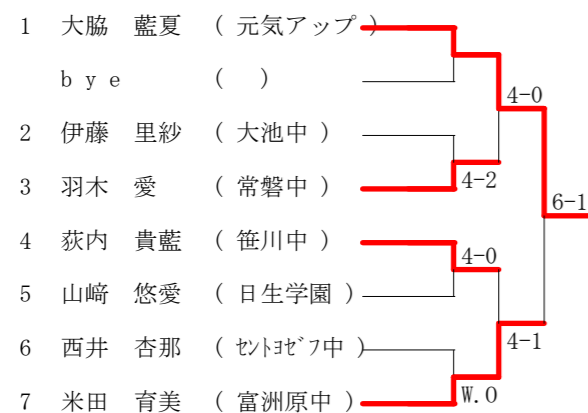 1 大脇 藍夏 ( 元気アップ )
b y e ( )
4-0
2 伊藤 里紗 ( 大池中 )
3 羽木 愛 ( 常磐中 )
4-2
6-1
4 荻内 貴藍 ( 笹川中 )
4-0
5 山﨑 悠愛 ( 日生学園 )
6 西井 杏那 ( セントヨゼフ中 )
4-1
7 米田 育美 ( 富洲原中 )
W.O